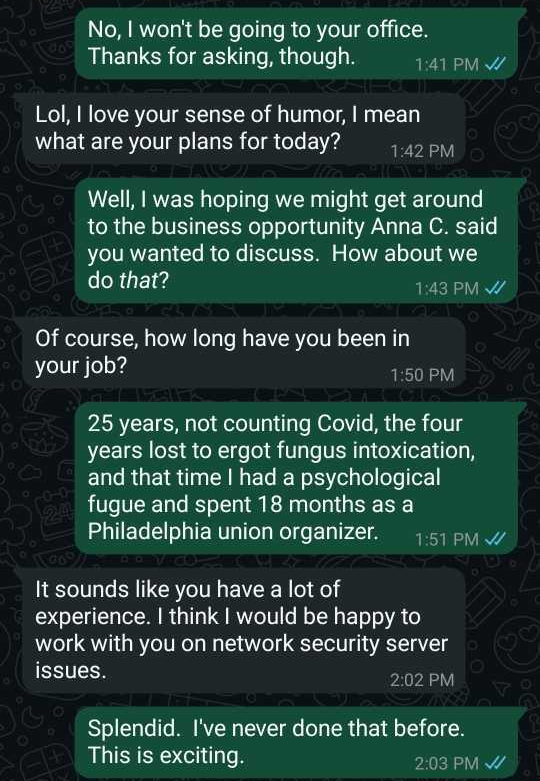 No, I won't be going to your office.
Thanks for asking, though.
1:41 PM
Lol, I love your sense of humor, I mean
what are your plans for today?
1:42 PM
Well, I was hoping we might get around
to the business opportunity Anna C. said
you wanted to discuss.  How about we
do that?
1:43 PM
Of course, how long have you been in
your job?
1:50 PM
25 years, not counting Covid, the four
years lost to ergot fungus intoxication,
and that time I had a psychological
fugue and spent 18 months as a
Philadelphia union organizer.
1:51 PM
It sounds like you have a lot of
experience. I think I would be happy to
work with you on network security server
issues.
2:02 PM
Splendid.  I've never done that before.
This is exciting.
2:03 PM